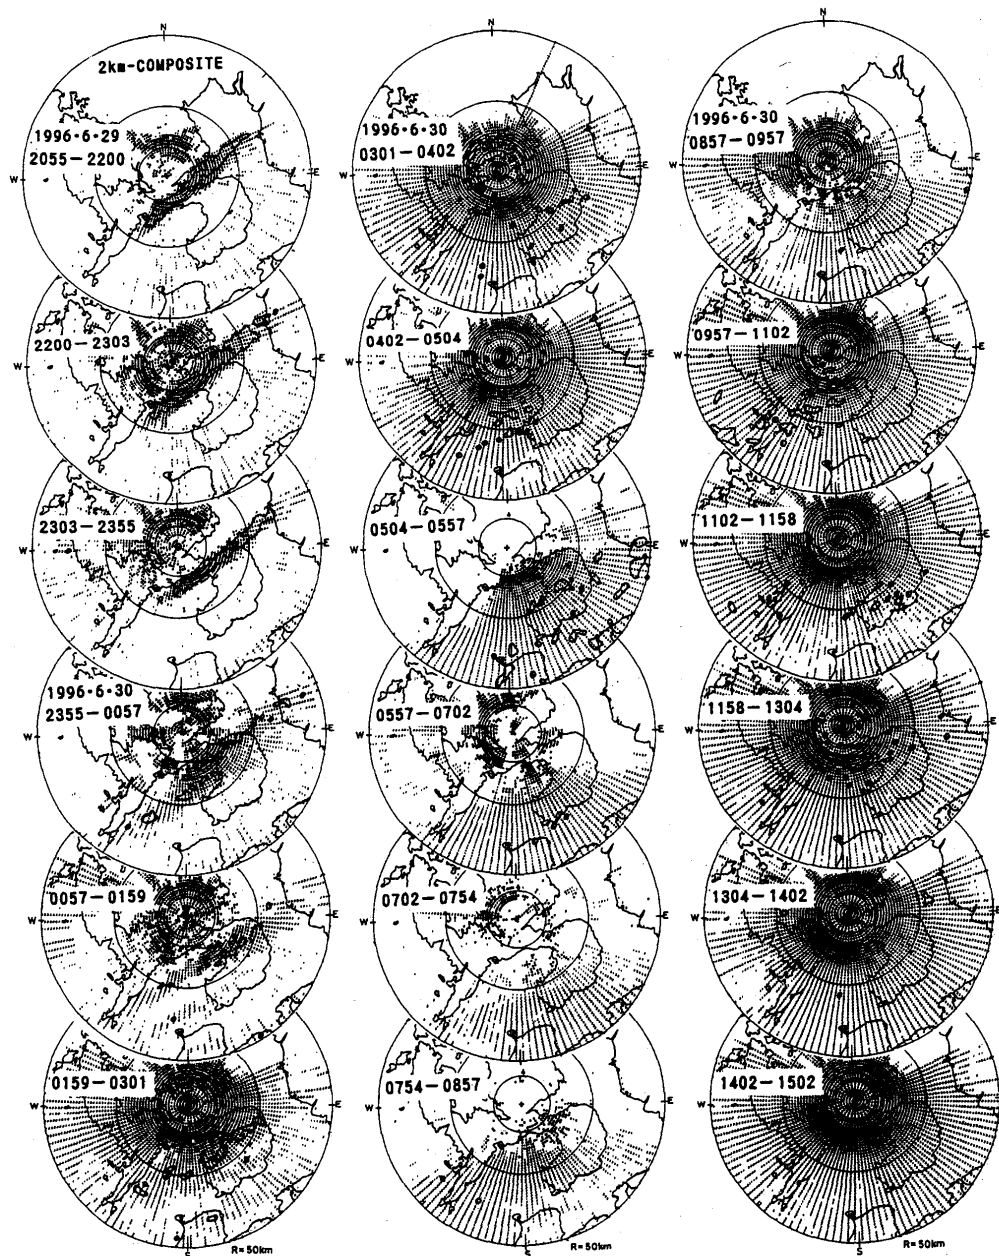 N
2km-COMPOSITE
1996•6•29
2055—2200
W
E
2200—2303
W
E
2303—2355
W
E
1996•6•30
2355—0057
W
E
0057—0159
W
E
0159—0301
W
E
S
R=50km
N
1996•6•30
0301—0402
W
E
0402—0504
W
E
0504—0557
W
E
0557—0702
W
E
0702—0754
W
E
0754—0857
W
E
S
R=50km
N
1996•6•30
0857—0957
W
E
0957—1102
W
E
1102—1158
W
E
1158—1304
W
E
1304—1402
W
E
1402—1502
W
E
S
R=50km